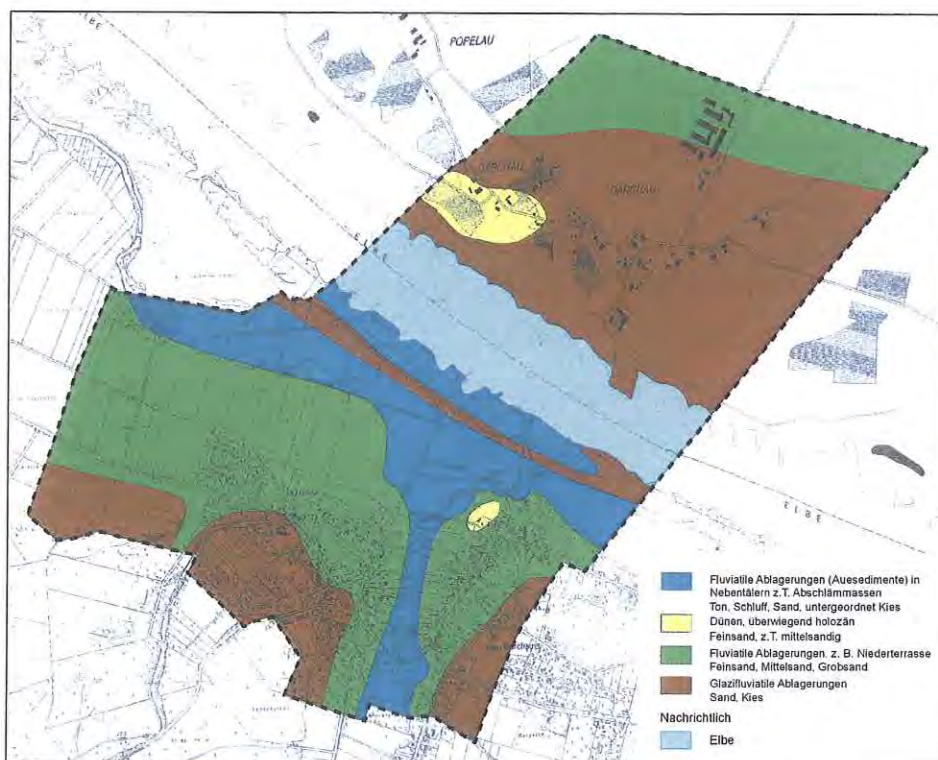 ELBE
POPELAU
DARCHAU
ELBE
Fluviatile Ablagerungen (Auesedimente) in
Nebentälern z.T. Abschlämmassen
Ton, Schluff, Sand, untergeordnet Kies
Dünen, überwiegend holozän
Feinsand, z.T. mittelsandig
Fluviatile Ablagerungen, z. B. Niederterrasse
Feinsand, Mittelsand, Grobsand
Glazifluviatile Ablagerungen
Sand, Kies
Nachrichtlich
Elbe